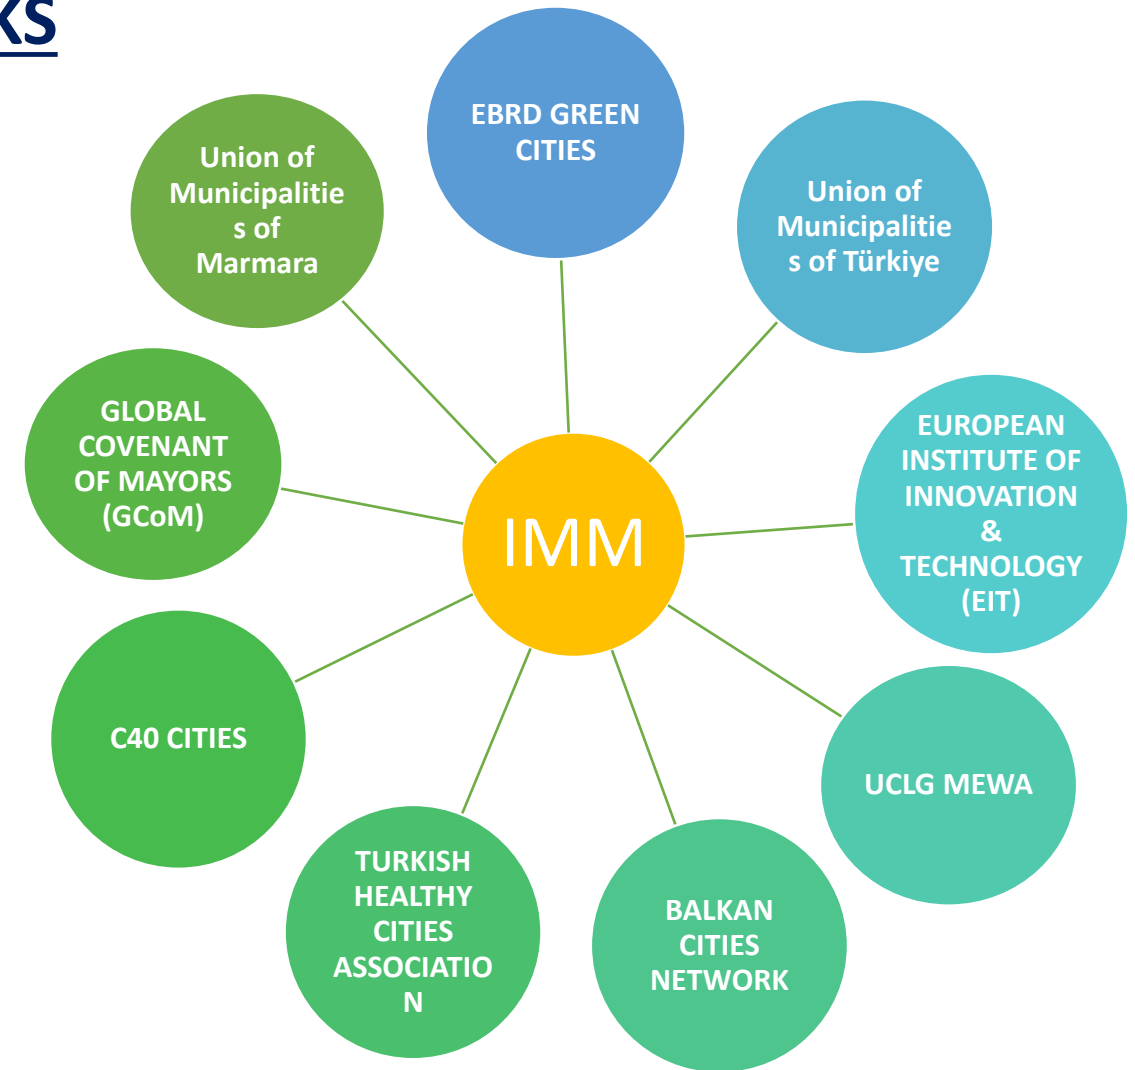 KS
EBRD GREEN
CITIES
Union of
Municipalitie
s of Türkiye
EUROPEAN
INSTITUTE OF
INNOVATION
&
TECHNOLOGY
(EIT)
UCLG MEWA
BALKAN
CITIES
NETWORK
TURKISH
HEALTHY
CITIES
ASSOCIATIO
N
C40 CITIES
GLOBAL
COVENANT
OF MAYORS
(GCoM)
Union of
Municipalitie
s of
Marmara
IMM